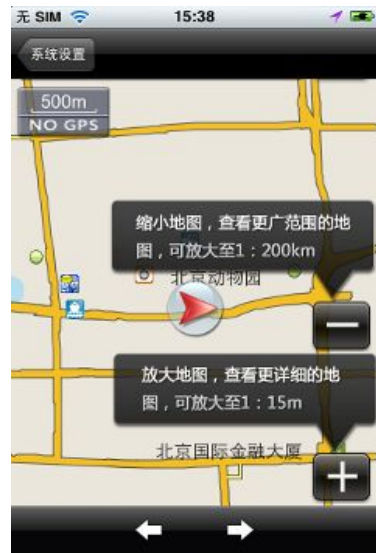 无 SIM 15:38
系统设置
500m
NO GPS
缩小地图，查看更广范围的地
图，可放大至1：200km
北京动物园
放大地图，查看更详细的地
图，可放大至1：15m
北京国际金融大厦